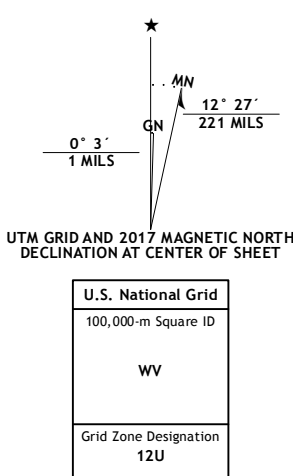 ★
MN
GN
12° 27´
221 MILS
0° 3´
1 MILS
UTM GRID AND 2017 MAGNETIC NORTH
DECLINATION AT CENTER OF SHEET
U.S. National Grid
100,000-m Square ID
WV
Grid Zone Designation
12U